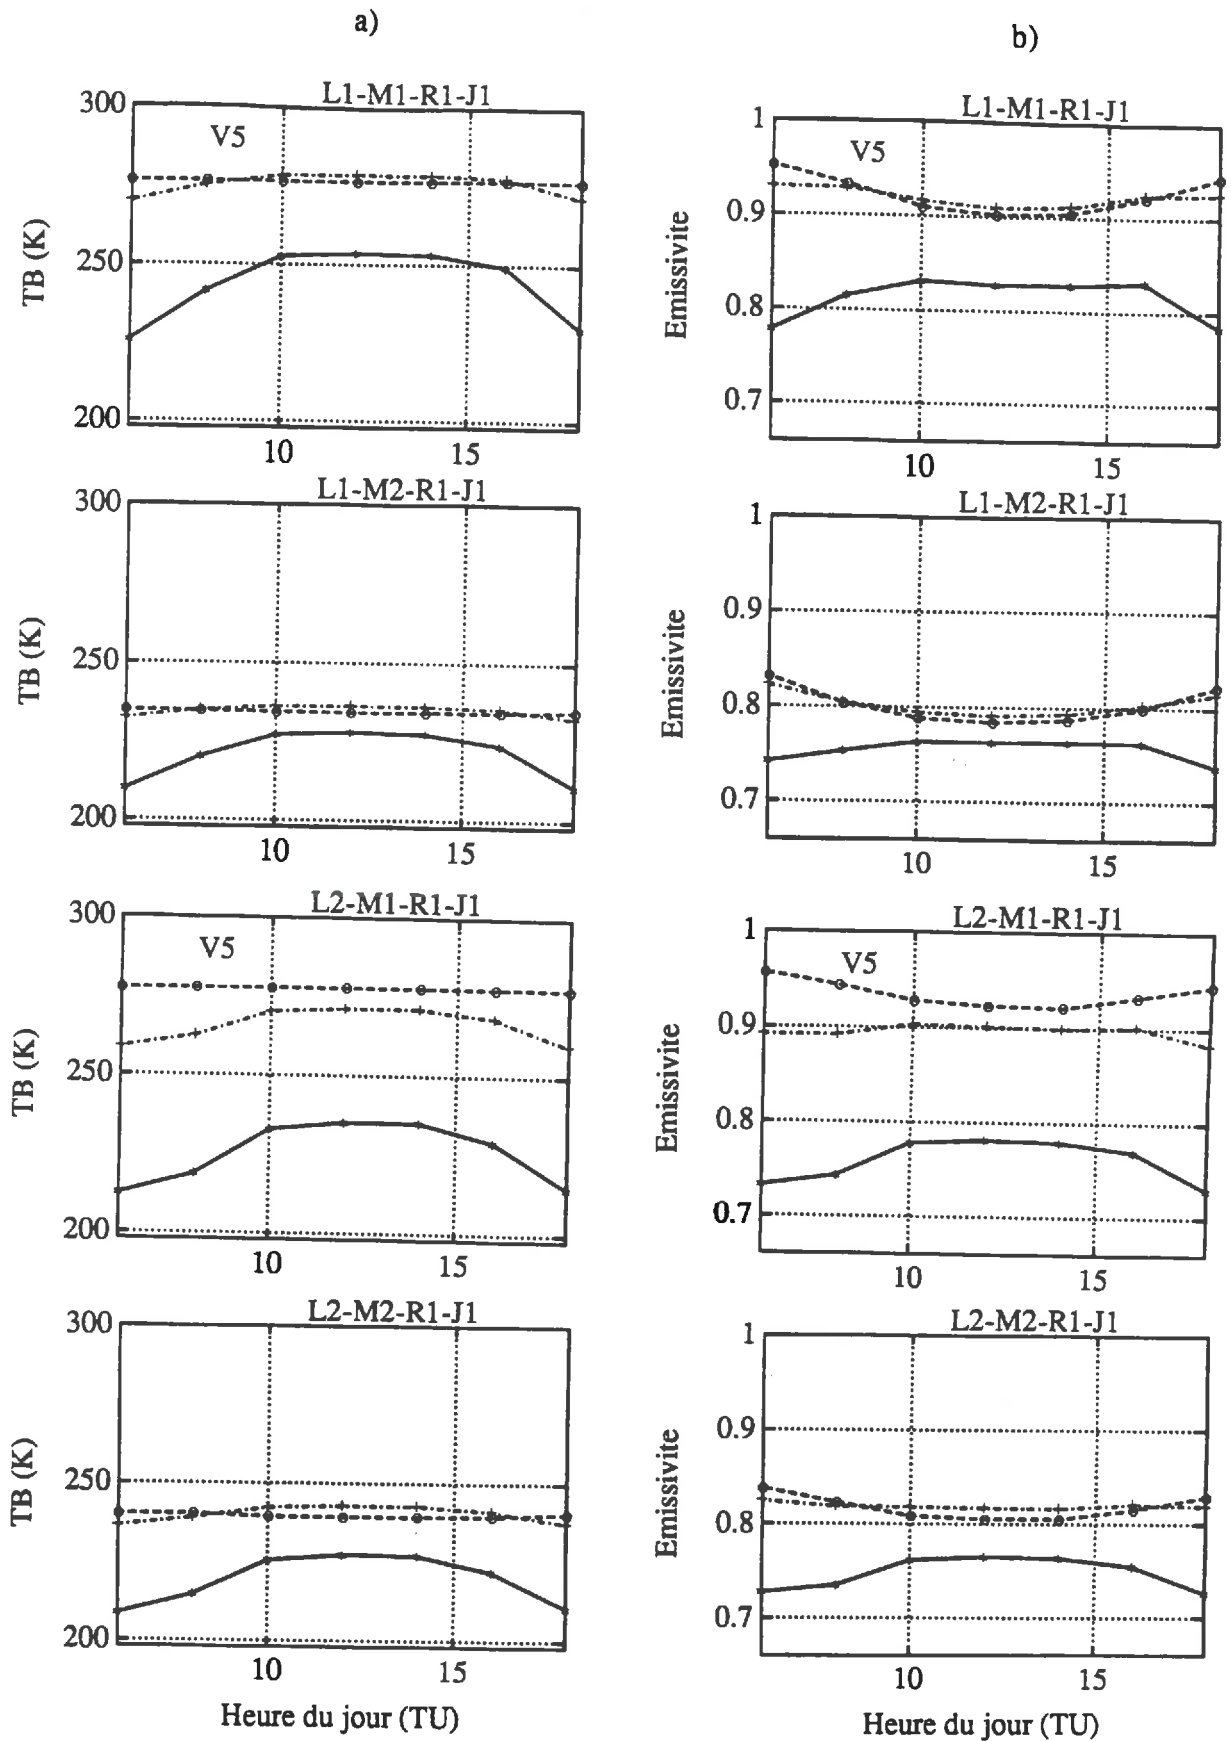 a)
L1-M1-R1-J1
V5
300
250
200
TB (K)
10
15
L1-M2-R1-J1
300
250
200
TB (K)
10
15
L2-M1-R1-J1
V5
300
250
200
TB (K)
10
15
L2-M2-R1-J1
300
250
200
TB (K)
10
15
Heure du jour (TU)
b)
L1-M1-R1-J1
V5
1
0.9
0.8
0.7
Emissivite
10
15
L1-M2-R1-J1
1
0.9
0.8
0.7
Emissivite
10
15
L2-M1-R1-J1
V5
1
0.9
0.8
0.7
Emissivite
10
15
L2-M2-R1-J1
1
0.9
0.8
0.7
Emissivite
10
15
Heure du jour (TU)